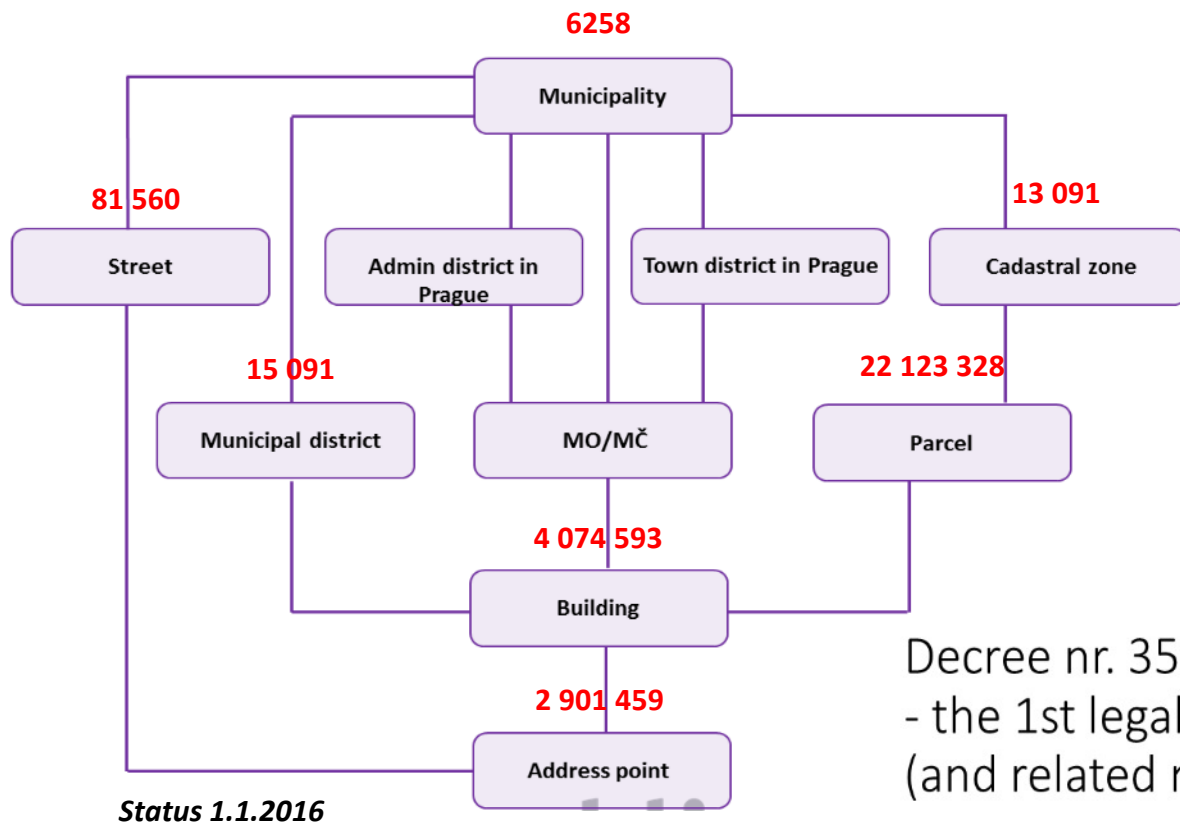 6258
Municipality
81 560
13 091
Street
Admin district in
Prague
Town district in Prague
Cadastral zone
15 091
22 123 328
Municipal district
MO/MČ
Parcel
4 074 593
Building
Decree nr. 35
- the 1st legal
(and related r
2 901 459
Address point
Status 1.1.2016